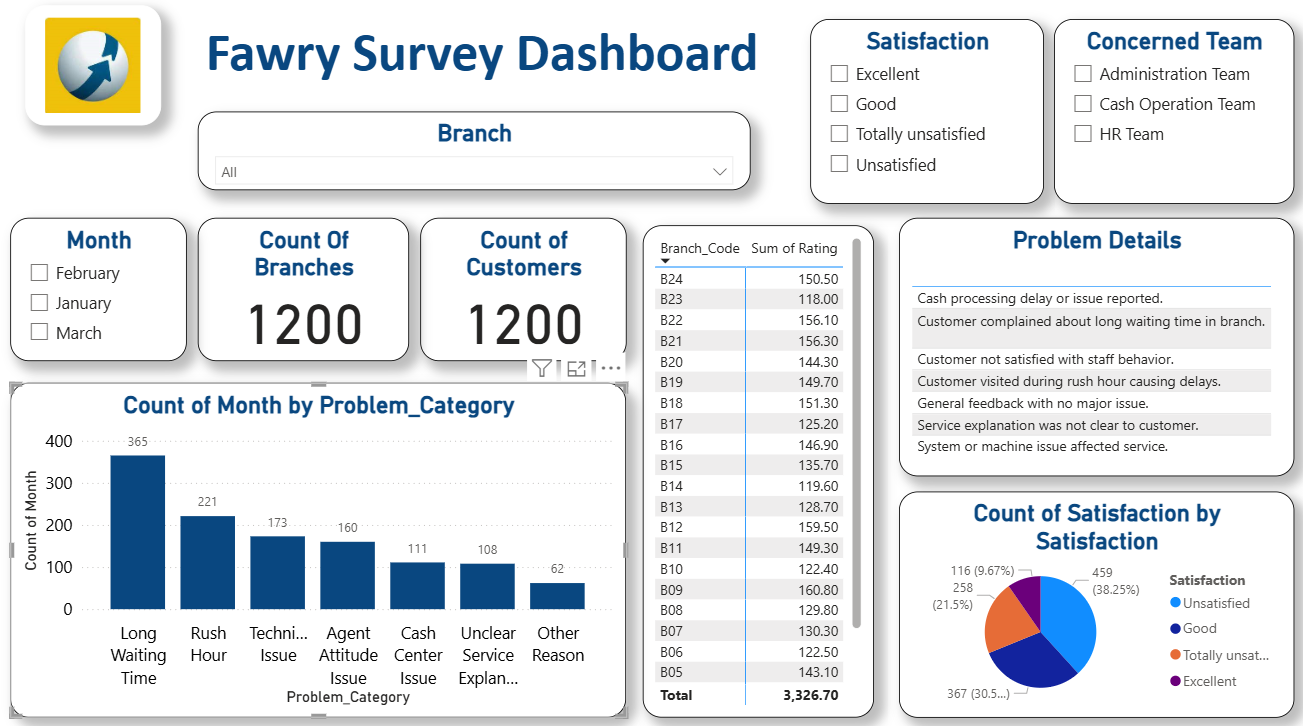 Fawry Survey Dashboard
Branch
All
Satisfaction
Excellent
Good
Totally unsatisfied
Unsatisfied
Concerned Team
Administration Team
Cash Operation Team
HR Team
Month
February
January
March
Count Of
Branches
1200
Count of
Customers
1200
Branch_Code Sum of Rating
B24 150.50
B23 118.00
B22 156.10
B21 156.30
B20 144.30
B19 149.70
B18 151.30
B17 125.20
B16 146.90
B15 135.70
B14 119.60
B13 128.70
B12 159.50
B11 149.30
B10 122.40
B09 160.80
B08 129.80
B07 130.30
B06 122.50
B05 143.10
Total 3,326.70
Problem Details
Cash processing delay or issue reported.
Customer complained about long waiting time in branch.
Customer not satisfied with staff behavior.
Customer visited during rush hour causing delays.
General feedback with no major issue.
Service explanation was not clear to customer.
System or machine issue affected service.
Count of Month by Problem_Category
Count of Month
400
300
200
100
0
365
221
173
160
111
108
62
Long
Waiting
Time
Rush
Hour
Techni...
Issue
Agent
Attitude
Issue
Cash
Center
Issue
Unclear
Service
Explan...
Other
Reason
Problem_Category
Count of Satisfaction by
Satisfaction
116 (9.67%)
258
(21.5%)
459
(38.25%)
367 (30.5...)
Satisfaction
Unsatisfied
Good
Totally unsat...
Excellent